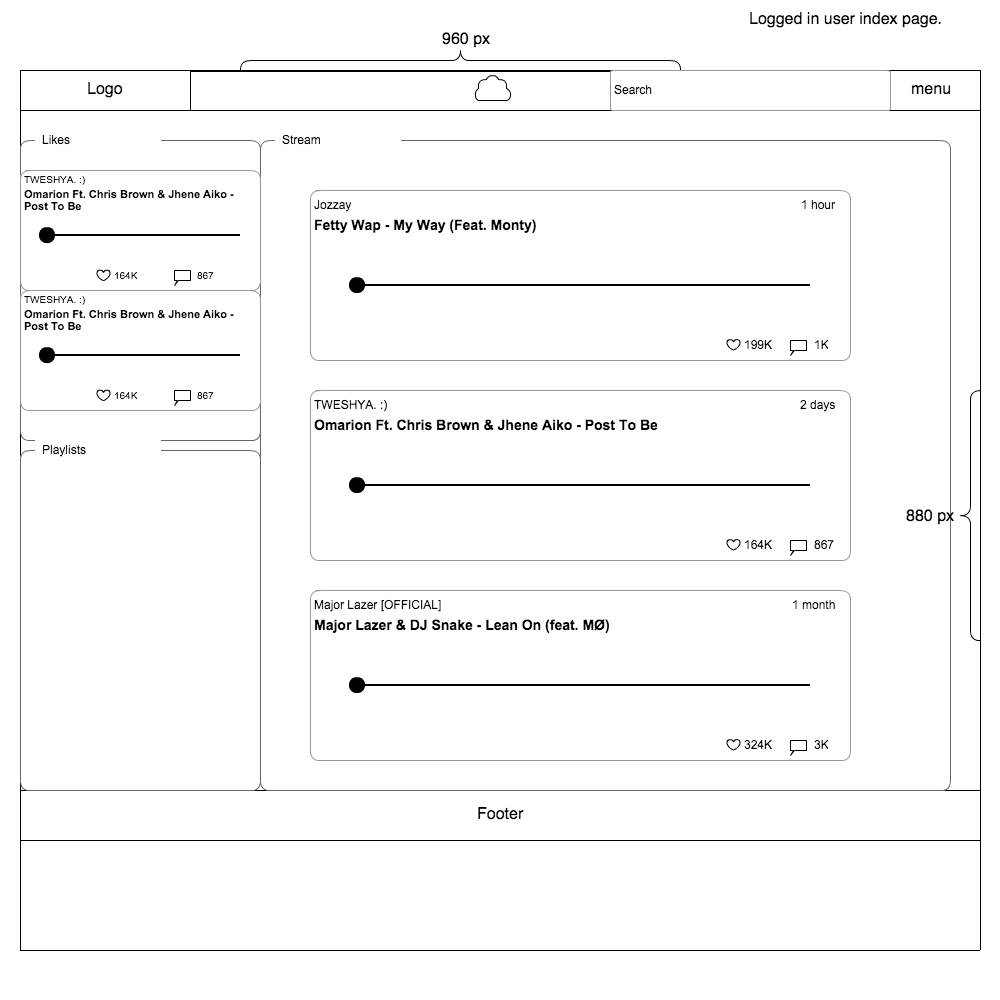 Logged in user index page.
960 px
Logo
Search
menu
Likes
TWESHYA. :)
Omarion Ft. Chris Brown & Jhene Aiko -
Post To Be
164K
867
TWESHYA. :)
Omarion Ft. Chris Brown & Jhene Aiko -
Post To Be
164K
867
Playlists
Stream
Jozzay
1 hour
Fetty Wap - My Way (Feat. Monty)
199K
1K
TWESHYA. :)
2 days
Omarion Ft. Chris Brown & Jhene Aiko - Post To Be
164K
867
Major Lazer [OFFICIAL]
1 month
Major Lazer & DJ Snake - Lean On (feat. MØ)
324K
3K
880 px
Footer